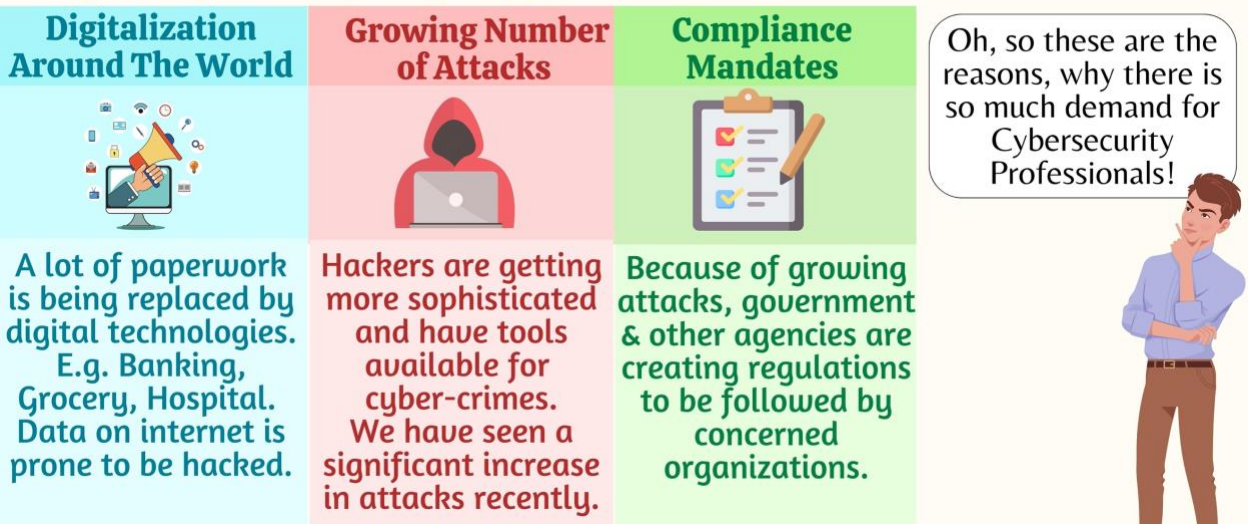 Digitalization
Around The World
A lot of paperwork
is being replaced by
digital technologies.
E.g. Banking,
Grocery, Hospital.
Data on internet is
prone to be hacked.
Growing Number
of Attacks
Hackers are getting
more sophisticated
and have tools
available for
cyber-crimes.
We have seen a
significant increase
in attacks recently.
Compliance
Mandates
Because of growing
attacks, government
& other agencies are
creating regulations
to be followed by
concerned
organizations.
Oh, so these are the
reasons, why there is
so much demand for
Cybersecurity
Professionals!